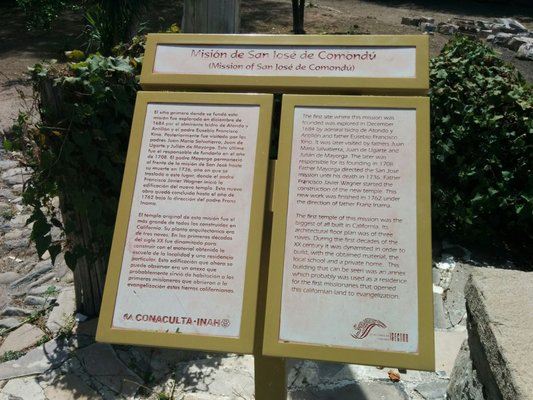 Misión de San José de Comondú
(Mission of San José de Comondú)
El sitio primero donde se fundó esta
misión fue explorado en diciembre de
1684 por el almirante Isidro de Atondo y
Antillón y el padre Eusebio Francisco
Kino. Posteriormente fue visitado por los
padres Juan María Salvatierra, Juan de
Ugarte y Julián de Mayorga. Este último
fue el responsable de fundarla en el año
de 1708. El padre Mayorga permaneció
al frente de la misión de San José hasta
su muerte en 1736, año en que se
trasladó a este lugar, donde el padre
Francisco Javier Wagner inició la
edificación del nuevo templo. Esta nueva
obra quedó concluida hasta el año de
1762 bajo la dirección del padre Franz
Inama.
El templo original de esta misión fue el
más grande de todos los construidos en
California. Su planta arquitectónica era
de tres naves. En las primeras décadas
del siglo XX fue dinamitado para
construir con el material obtenido la
escuela de la localidad y una residencia
particular. Este edificio que ahora se
puede observar era un anexo que
probablemente sirvió de habitación a los
primeros misioneros que abrieron a la
evangelización estas tierras californianas.
CONACULTA-INAH
The first site where this mission was
founded was explored in December
1684 by admiral Isidro de Atondo y
Antillón and father Eusebio Francisco
Kino. It was later visited by fathers Juan
María Salvatierra, Juan de Ugarte and
Julián de Mayorga. The later was
responsible for its founding in 1708.
Father Mayorga directed the San José
mission until his death in 1736. Father
Francisco Javier Wagner started the
construction of the new temple. This
new work was finished in 1762 under
the direction of father Franz Inama.
The first temple of this mission was the
biggest of all built in California. Its
architectural floor plan was of three
naves. During the first decades of the
XX century it was dynamited in order to
build, with the obtained material, the
local school and a private home. This
building that can be seen was an annex
which probably was used as a residence
for the first missionaries that opened
this californian land to evangelization.